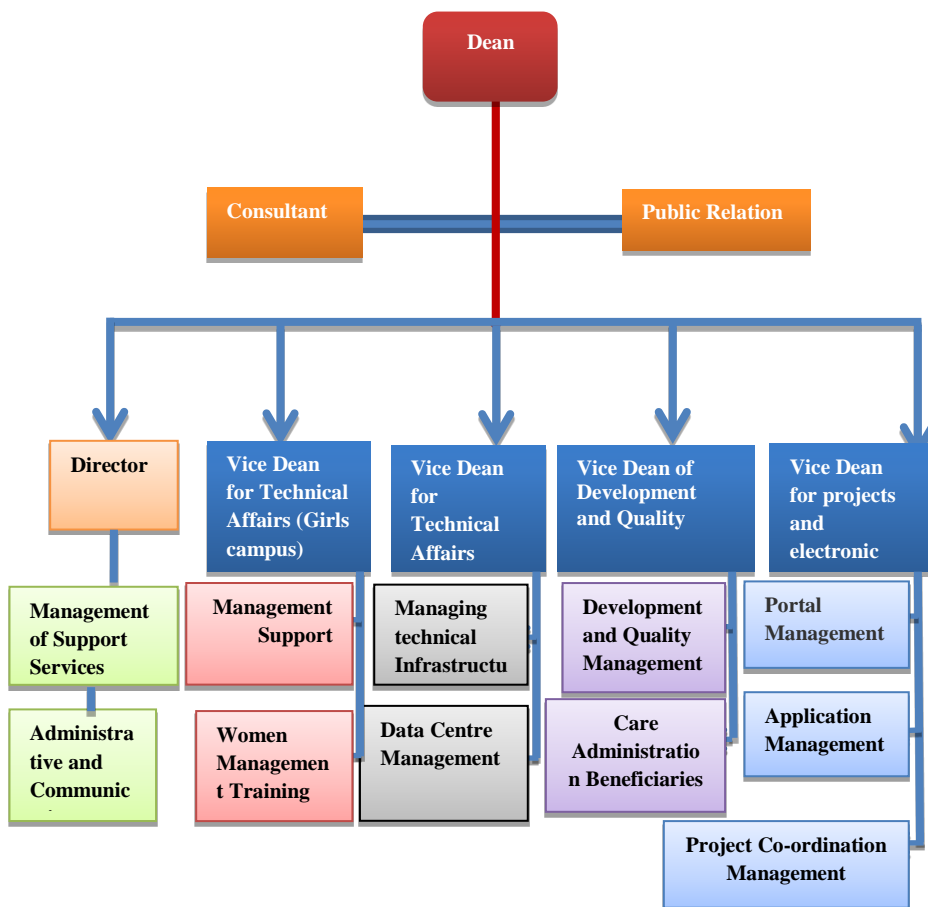 Dean
Consultant
Public Relation
Director
Vice Dean
for Technical
Affairs (Girls
campus)
Vice Dean
for
Technical
Affairs
Vice Dean of
Development
and Quality
Vice Dean
for projects
and
electronic
Management
of Support
Services
Management
Support
Managing
technical
Infrastructu
Development
and Quality
Management
Portal
Management
Administra
tive and
Communic
Women
Managemen
t Training
Data Centre
Management
Care
Administratio
n Beneficiaries
Application
Management
Project Co-ordination
Management